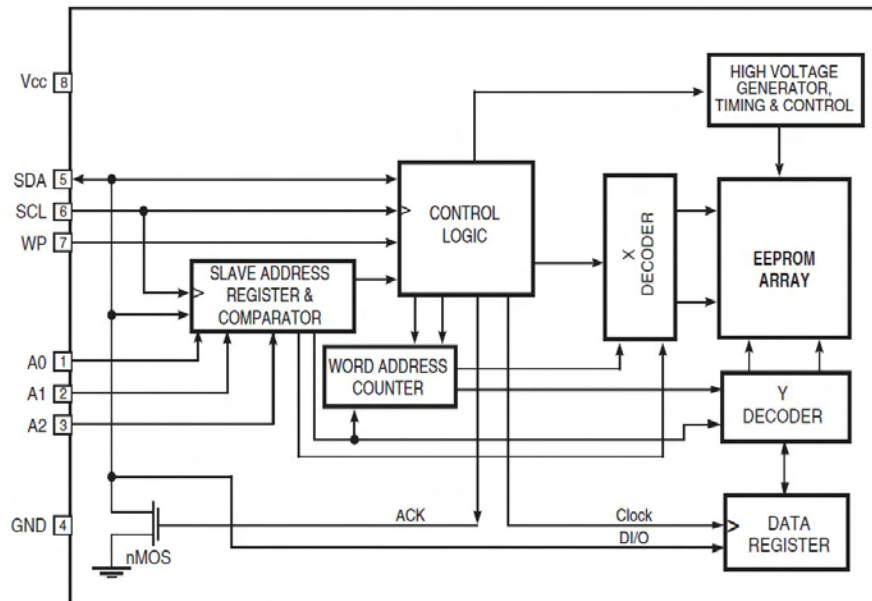 Vcc 8
HIGH VOLTAGE
GENERATOR,
TIMING & CONTROL
SDA 5
SCL 6
WP 7
CONTROL
LOGIC
X
DECODER
EEPROM
ARRAY
SLAVE ADDRESS
REGISTER &
COMPARATOR
A0 1
A1 2
A2 3
WORD ADDRESS
COUNTER
Y
DECODER
GND 4
nMOS
ACK
Clock
DI/O
DATA
REGISTER